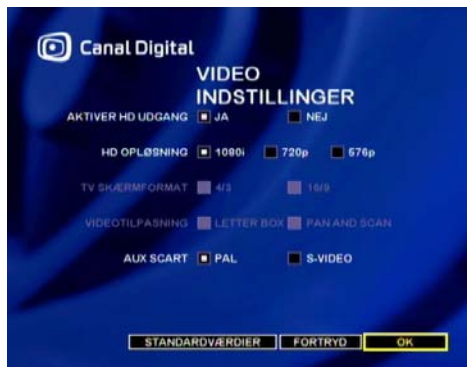 Canal Digital
VIDEO
INDSTILLINGER
AKTIVER HD UDGANG JA NEJ
HD OPLØSNING 1080i 720p 576p
TV SKÆRMFORMAT 4/3 16/9
VIDEOTILPASNING LETTER BOX PAN AND SCAN
AUX SCART PAL S-VIDEO
STANDARDVÆRDIER FORTRYD OK